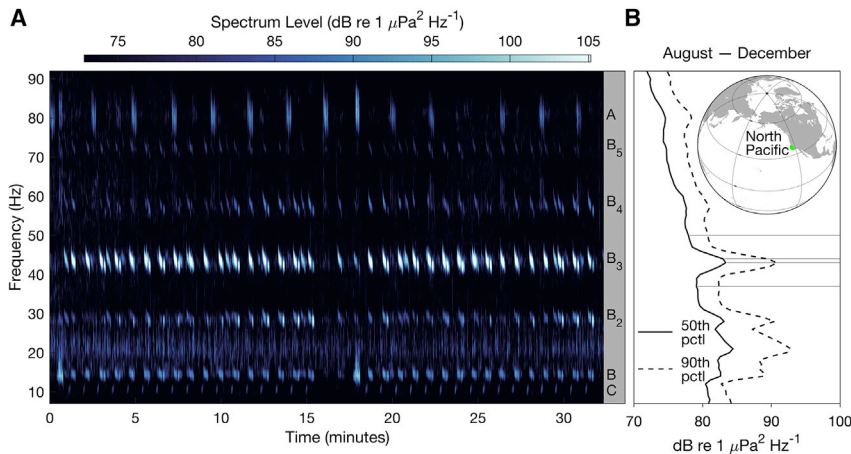 A
Spectrum Level (dB re 1 μPa² Hz⁻¹)
75 80 85 90 95 100 105
90
80
70
60
50
40
30
20
10
Frequency (Hz)
A
B₅
B₄
B₃
B₂
B
C
0 5 10 15 20 25 30
Time (minutes)
B
August — December
North
Pacific
50th
pctl
90th
pctl
70 80 90 100
dB re 1 μPa² Hz⁻¹